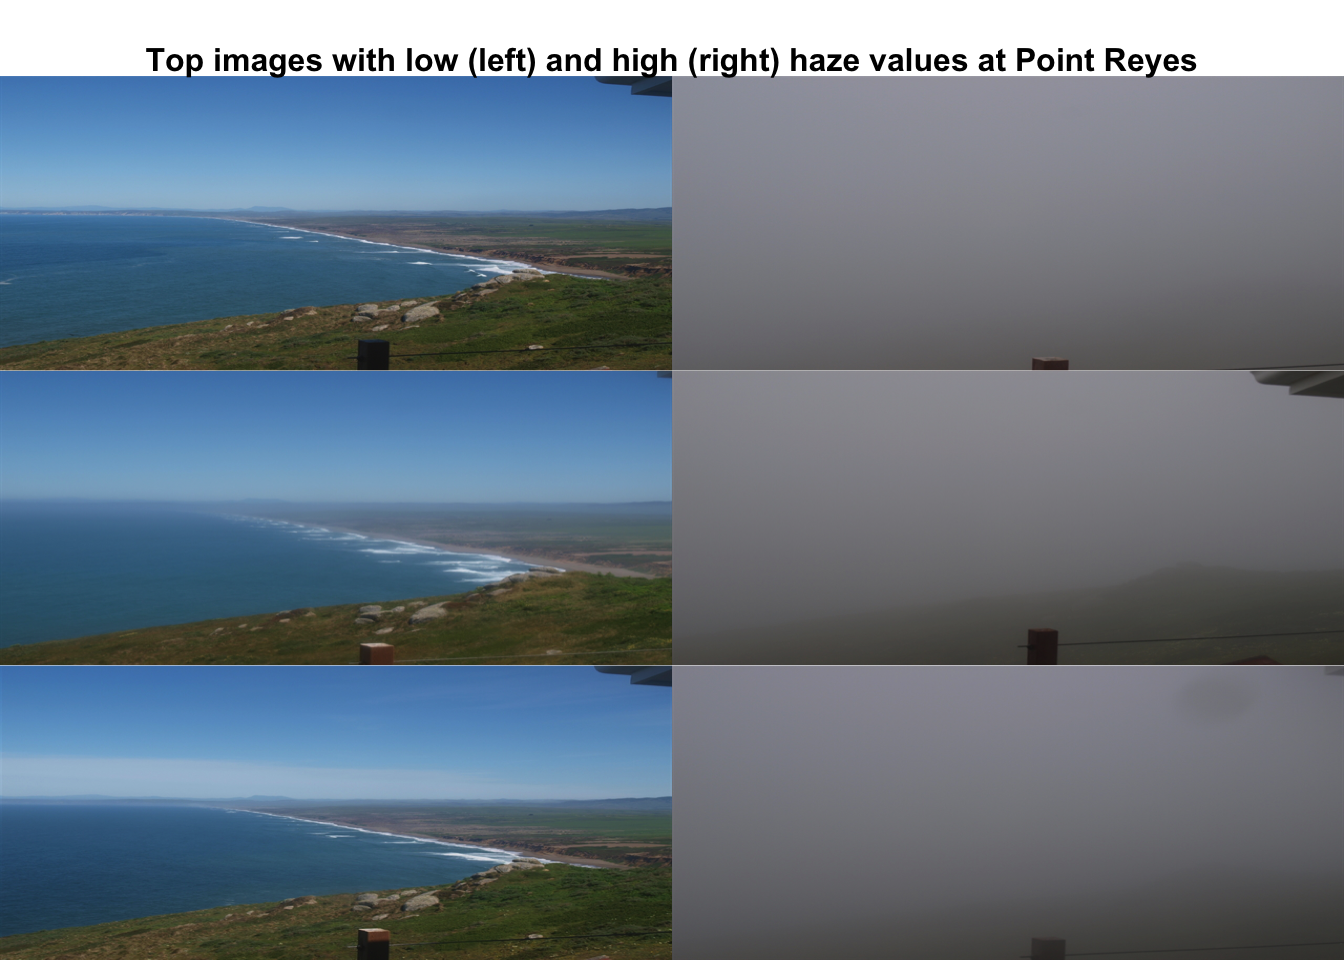 Top images with low (left) and high (right) haze values at Point Reyes